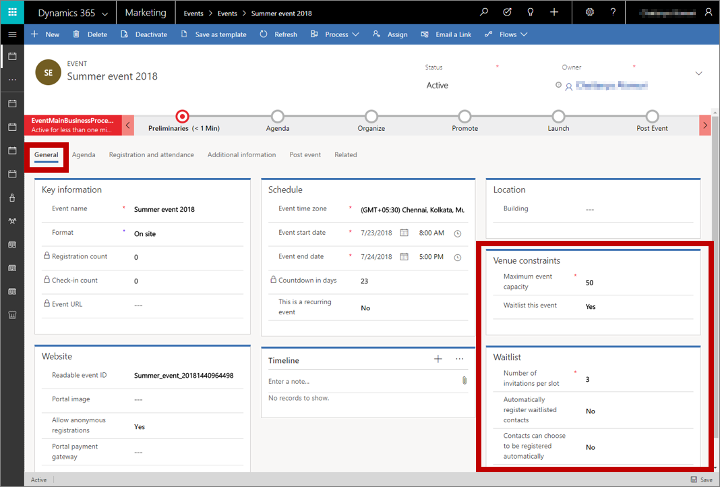 Dynamics 365
Marketing
Events > Events > Summer event 2018
New
Delete
Deactivate
Save as template
Refresh
Process
Assign
Email a Link
Flows
SE
EVENT
Summer event 2018
Status *
Active
Owner *
EventMainBusinessProce...
Active for less than one mi...
Preliminaries (< 1 Min)
Agenda
Organize
Promote
Launch
Post Event
General
Agenda
Registration and attendance
Additional information
Post event
Related
Key information
Event name * Summer event 2018
Format * On site
Registration count 0
Check-in count 0
Event URL ---
Website
Readable event ID Summer_event_20181440964498
Portal image ---
Allow anonymous
registrations
Yes
Portal payment
gateway
---
Schedule
Event time zone * (GMT+05:30) Chennai, Kolkata, Mu
Event start date * 7/23/2018 8:00 AM
Event end date * 7/24/2018 5:00 PM
Countdown in days 23
This is a recurring
event
No
Timeline
Enter a note...
No records to show.
Location
Building ---
Venue constraints
Maximum event
capacity
* 50
Waitlist this event Yes
Waitlist
Number of
invitations per slot
* 3
Automatically
register waitlisted
contacts
No
Contacts can choose
to be registered
automatically
No
Active
Save